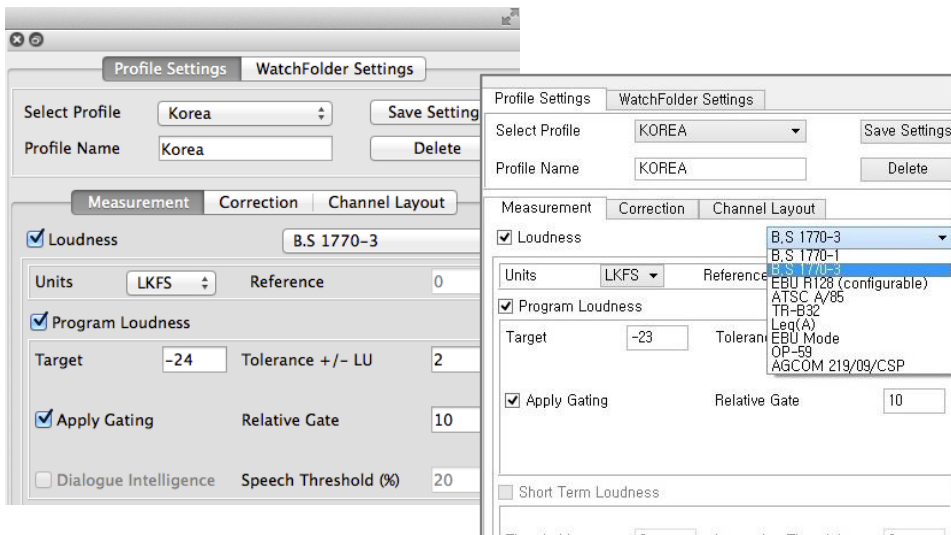 Profile Settings WatchFolder Settings
Select Profile Korea Save Setting
Profile Name Korea Delete
Measurement Correction Channel Layout
Loudness B.S 1770-3
Units LKFS Reference 0
Program Loudness
Target -24 Tolerance +/- LU 2
Apply Gating Relative Gate 10
Dialogue Intelligence Speech Threshold (%) 20
Profile Settings WatchFolder Settings
Select Profile KOREA Save Settings
Profile Name KOREA Delete
Measurement Correction Channel Layout
Loudness B.S 1770-3
B.S 1770-1
B.S 1770-3
Units LKFS Reference
EBU R128 (configurable)
ATSC A/85
Program Loudness
TR-B32
Leq(A)
Target -23 Toleran
EBU Mode
OP-59
AGCOM 219/09/CSP
Apply Gating Relative Gate 10
Short Term Loudness